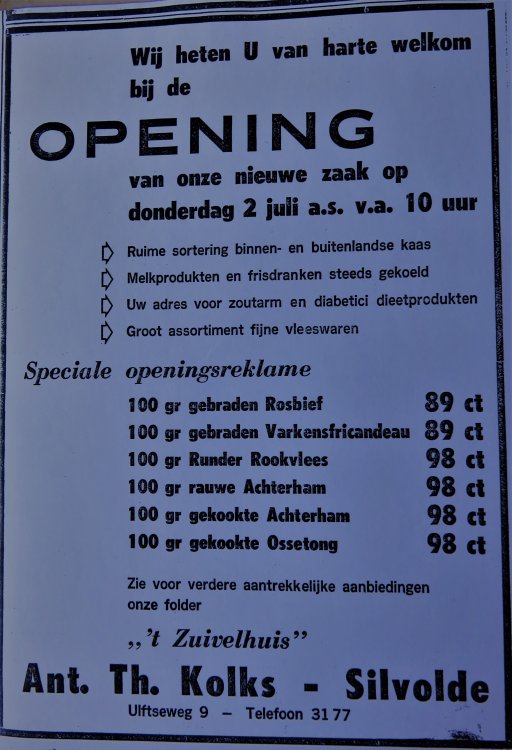 Wij heten U van harte welkom
bij de
OPENING
van onze nieuwe zaak op
donderdag 2 juli a.s. v.a. 10 uur
Ruime sortering binnen- en buitenlandse kaas
Melkprodukten en frisdranken steeds gekoeld
Uw adres voor zoutarm en diabetici dieetprodukten
Groot assortiment fijne vleeswaren
Speciale openingsreklame
100 gr gebraden Rosbief 89 ct
100 gr gebraden Varkensfricandeau 89 ct
100 gr Runder Rookvlees 98 ct
100 gr rauwe Achterham 98 ct
100 gr gekookte Achterham 98 ct
100 gr gekookte Ossetong 98 ct
Zie voor verdere aantrekkelijke aanbiedingen
onze folder
„'t Zuivelhuis”
Ant. Th. Kolks - Silvolde
Ulftseweg 9 – Telefoon 3177